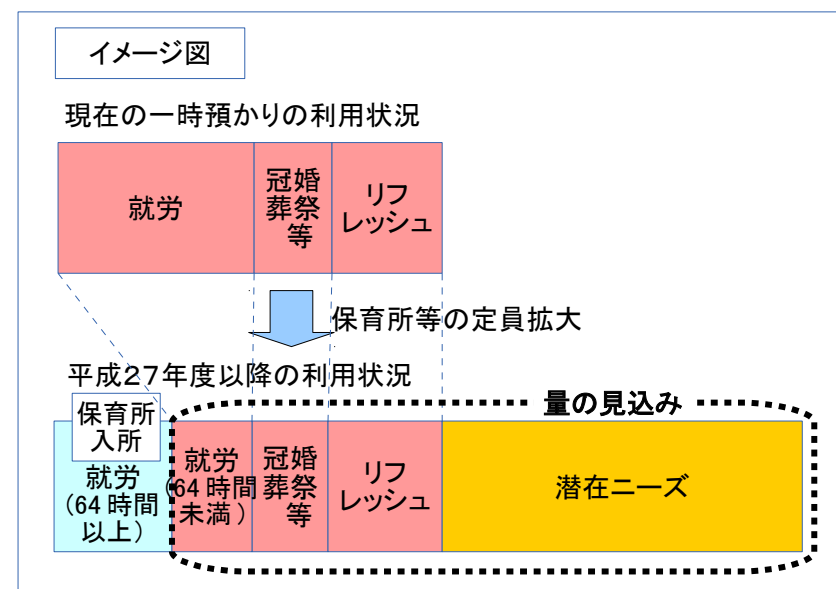 イメージ図
現在の一時預かりの利用状況
就労
冠婚
葬祭
等
リフ
レッシュ
保育所等の定員拡大
平成27年度以降の利用状況
量の見込み
保育所
入所
就労
(64時間
以上)
就労
(64時間
未満)
冠婚
葬祭
等
リフ
レッシュ
潜在ニーズ